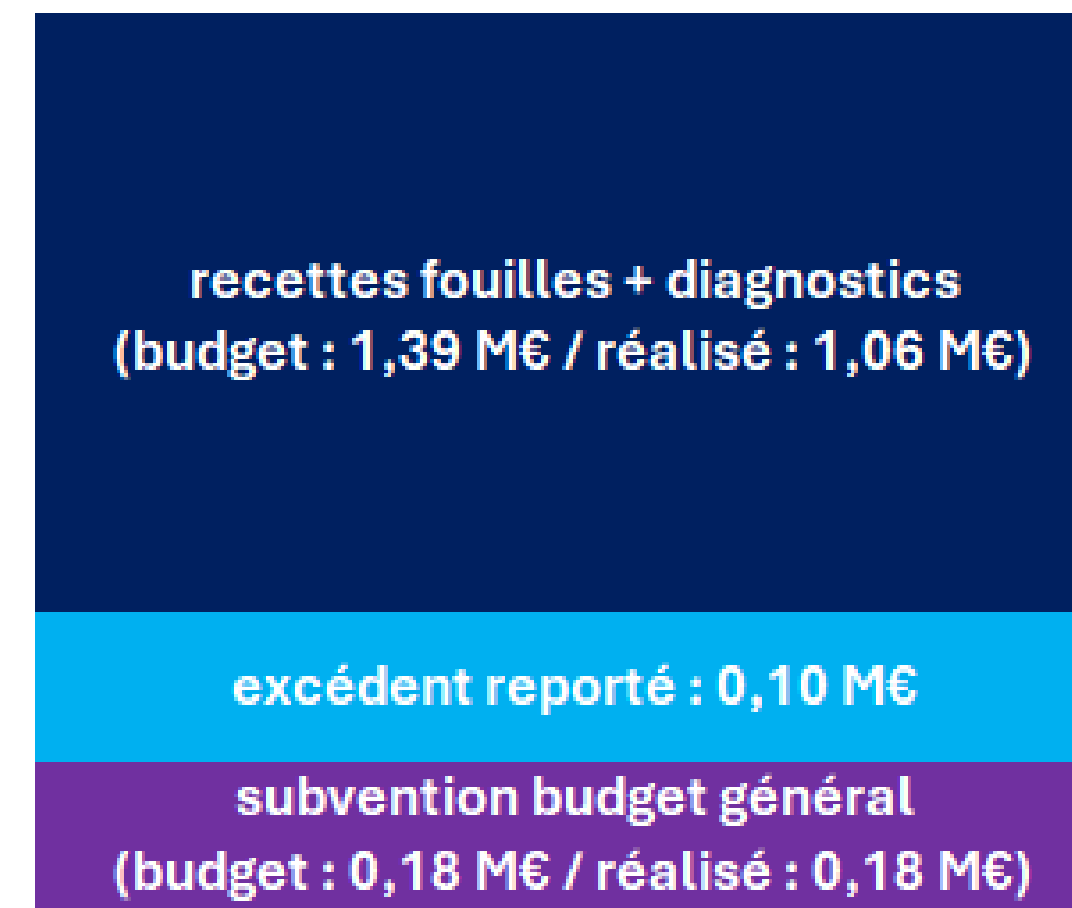 recettes fouilles + diagnostics
(budget : 1,39 M€ / réalisé : 1,06 M€)
excédent reporté : 0,10 M€
subvention budget général
(budget : 0,18 M€ / réalisé : 0,18 M€)